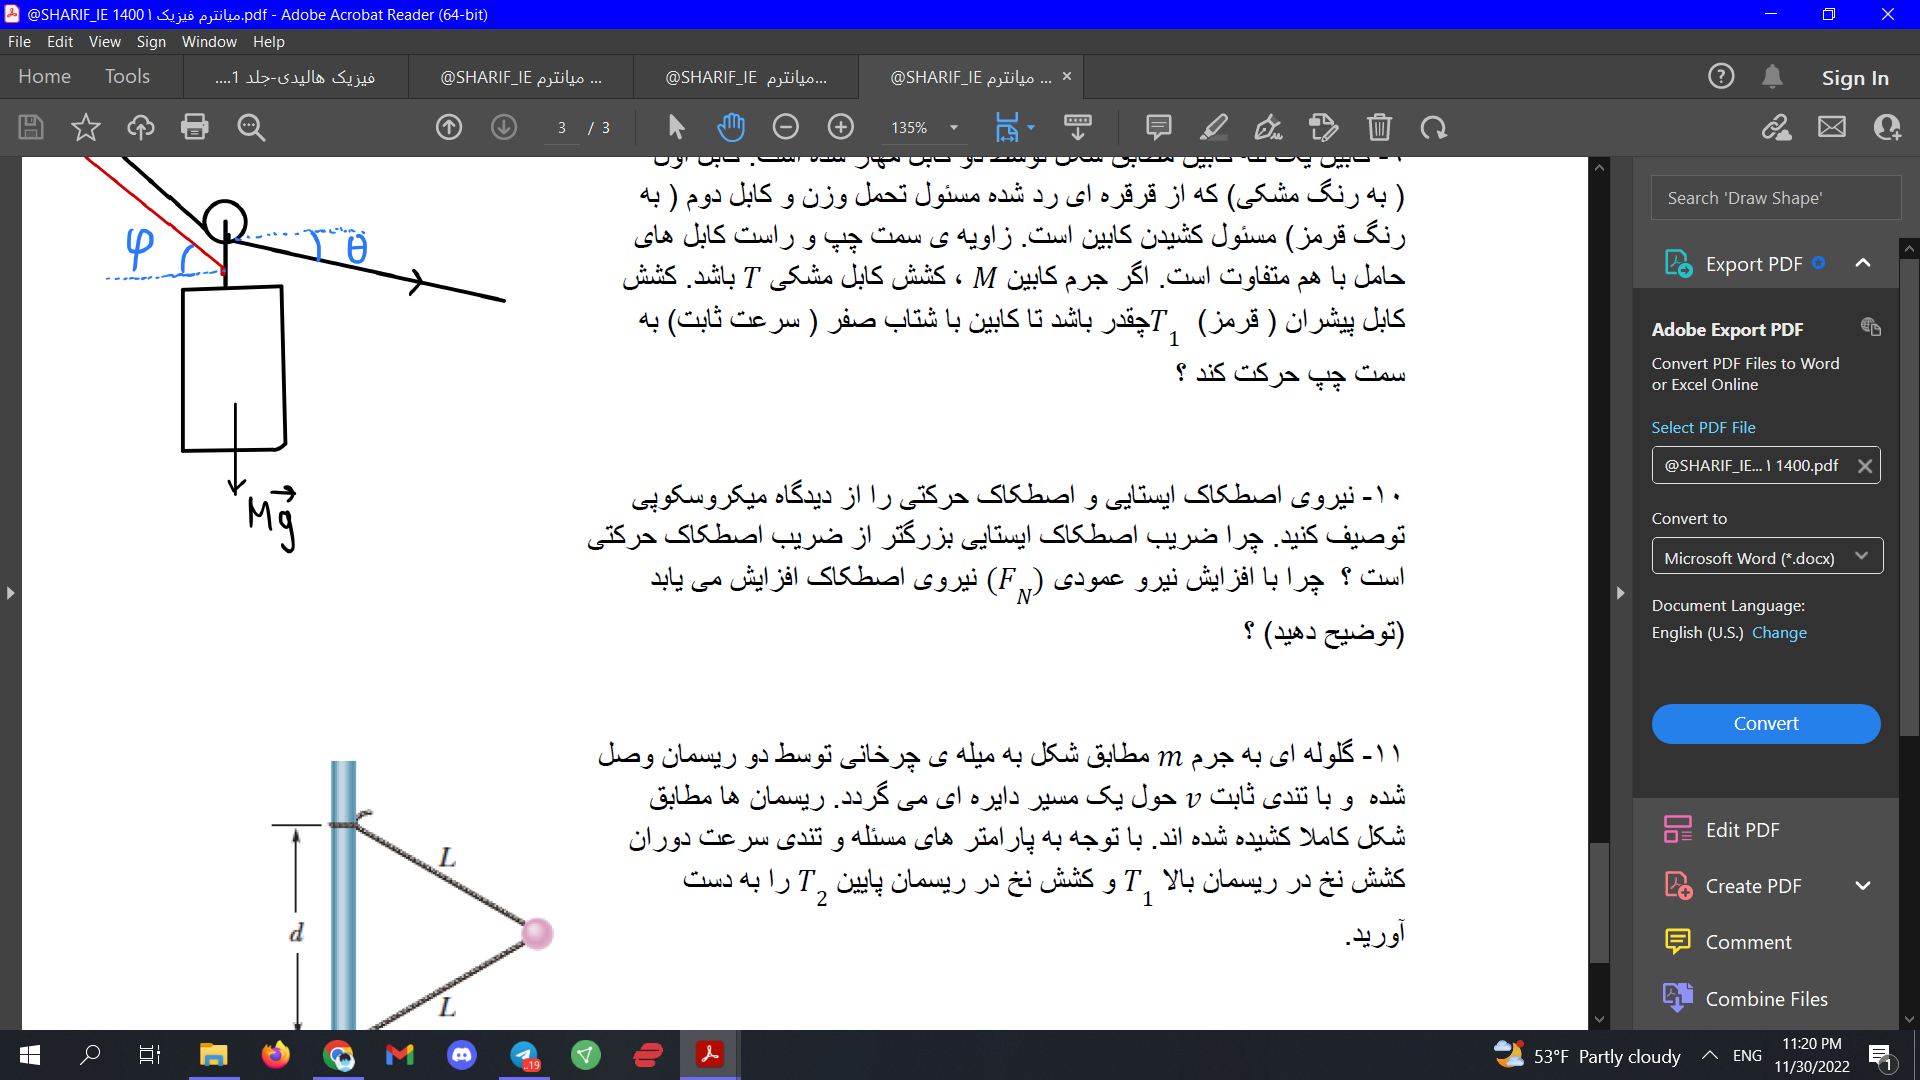 @SHARIF_IE 1400 میانترم فیزیک ۱.pdf - Adobe Acrobat Reader (64-bit)
File Edit View Sign Window Help
Home Tools فیزیک هالیدی-جلد 1.... @SHARIF_IE میانترم ... @SHARIF_IE میانترم... @SHARIF_IE میانترم ... Sign In
3 / 3 135%
( به رنگ مشکی) که از قرقره ای رد شده مسئول تحمل وزن و کابل دوم ( به
رنگ قرمز) مسئول کشیدن کابین است. زاویه ی سمت چپ و راست کابل های
حامل با هم متفاوت است. اگر جرم کابین M ، کشش کابل مشکی T باشد. کشش
کابل پیشران ( قرمز) T1چقدر باشد تا کابین با شتاب صفر ( سرعت ثابت) به
سمت چپ حرکت کند ؟
φ
θ
Mg
۱۰- نیروی اصطکاک ایستایی و اصطکاک حرکتی را از دیدگاه میکروسکوپی
توصیف کنید. چرا ضریب اصطکاک ایستایی بزرگتر از ضریب اصطکاک حرکتی
است ؟ چرا با افزایش نیرو عمودی (FN) نیروی اصطکاک افزایش می یابد
(توضیح دهید) ؟
۱۱- گلوله ای به جرم m مطابق شکل به میله ی چرخانی توسط دو ریسمان وصل
شده و با تندی ثابت v حول یک مسیر دایره ای می گردد. ریسمان ها مطابق
شکل کاملا کشیده شده اند. با توجه به پارامتر های مسئله و تندی سرعت دوران
کشش نخ در ریسمان بالا T1 و کشش نخ در ریسمان پایین T2 را به دست
آورید.
L
d
L
Search 'Draw Shape'
Export PDF
Adobe Export PDF
Convert PDF Files to Word
or Excel Online
Select PDF File
@SHARIF_IE... ۱ 1400.pdf
Convert to
Microsoft Word (*.docx)
Document Language:
English (U.S.) Change
Convert
Edit PDF
Create PDF
Comment
Combine Files
..19
53°F Partly cloudy
ENG
11:20 PM
11/30/2022
1